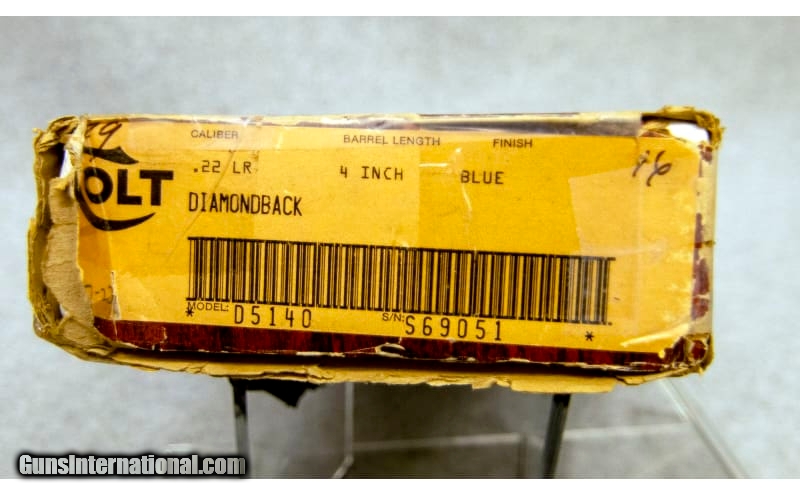 CALIBER BARREL LENGTH FINISH
.22 LR 4 INCH BLUE
OLT
DIAMONDBACK
MODEL: S/N:
* D5140 S69051 *
GunsInternational.com